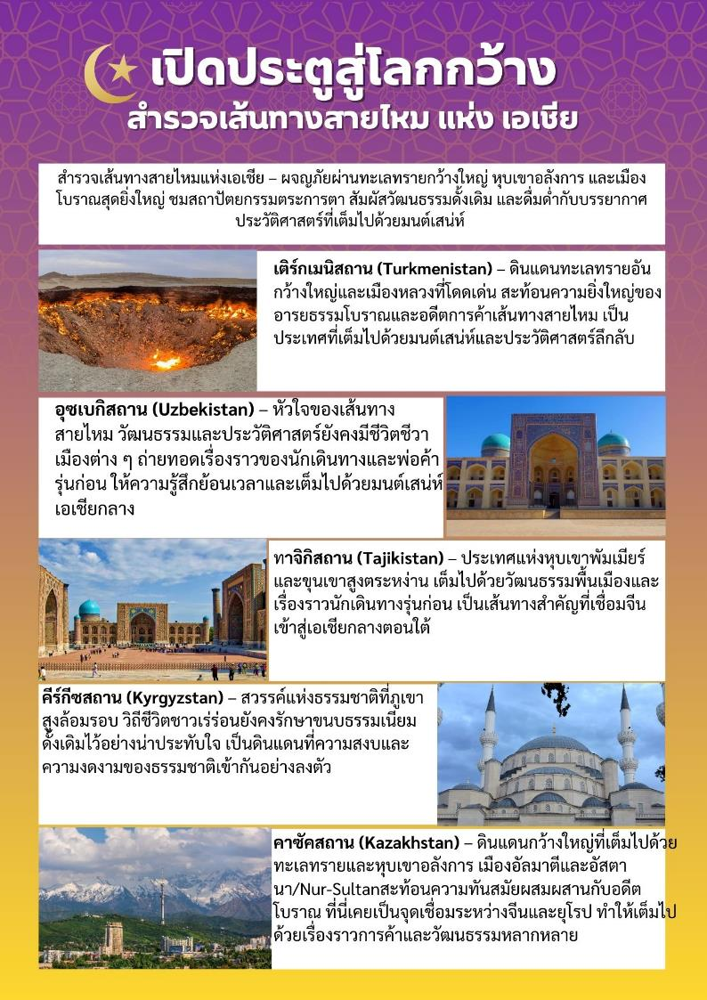 เปิดประตูสู่โลกกว้าง
สำรวจเส้นทางสายไหม แห่ง เอเชีย
สำรวจเส้นทางสายไหมแห่งเอเชีย – ผจญภัยผ่านทะเลทรายกว้างใหญ่ หุบเขาอลังการ และเมือง
โบราณสุดยิ่งใหญ่ ชมสถาปัตยกรรมตระการตา สัมผัสวัฒนธรรมดั้งเดิม และดื่มด่ำกับบรรยากาศ
ประวัติศาสตร์ที่เต็มไปด้วยมนต์เสน่ห์
เติร์กเมนิสถาน (Turkmenistan) – ดินแดนทะเลทรายอัน
กว้างใหญ่และเมืองหลวงที่โดดเด่น สะท้อนความยิ่งใหญ่ของ
อารยธรรมโบราณและอดีตการค้าเส้นทางสายไหม เป็น
ประเทศที่เต็มไปด้วยมนต์เสน่ห์และประวัติศาสตร์ลึกลับ
อุซเบกิสถาน (Uzbekistan) – หัวใจของเส้นทาง
สายไหม วัฒนธรรมและประวัติศาสตร์ยังคงมีชีวิตชีวา
เมืองต่าง ๆ ถ่ายทอดเรื่องราวของนักเดินทางและพ่อค้า
รุ่นก่อน ให้ความรู้สึกย้อนเวลาและเต็มไปด้วยมนต์เสน่ห์
เอเชียกลาง
ทาจิกิสถาน (Tajikistan) – ประเทศแห่งหุบเขาพัมเมียร์
และขุนเขาสูงตระหง่าน เต็มไปด้วยวัฒนธรรมพื้นเมืองและ
เรื่องราวนักเดินทางรุ่นก่อน เป็นเส้นทางสำคัญที่เชื่อมจีน
เข้าสู่เอเชียกลางตอนใต้
คีร์กีซสถาน (Kyrgyzstan) – สวรรค์แห่งธรรมชาติที่ภูเขา
สูงล้อมรอบ วิถีชีวิตชาวเร่ร่อนยังคงรักษาขนบธรรมเนียม
ดั้งเดิมไว้อย่างน่าประทับใจ เป็นดินแดนที่ความสงบและ
ความงดงามของธรรมชาติเข้ากันอย่างลงตัว
คาซัคสถาน (Kazakhstan) – ดินแดนกว้างใหญ่ที่เต็มไปด้วย
ทะเลทรายและหุบเขาอลังการ เมืองอัลมาตีและอัสตา
นา/Nur-Sultanสะท้อนความทันสมัยผสมผสานกับอดีต
โบราณ ที่นี่เคยเป็นจุดเชื่อมระหว่างจีนและยุโรป ทำให้เต็มไป
ด้วยเรื่องราวการค้าและวัฒนธรรมหลากหลาย